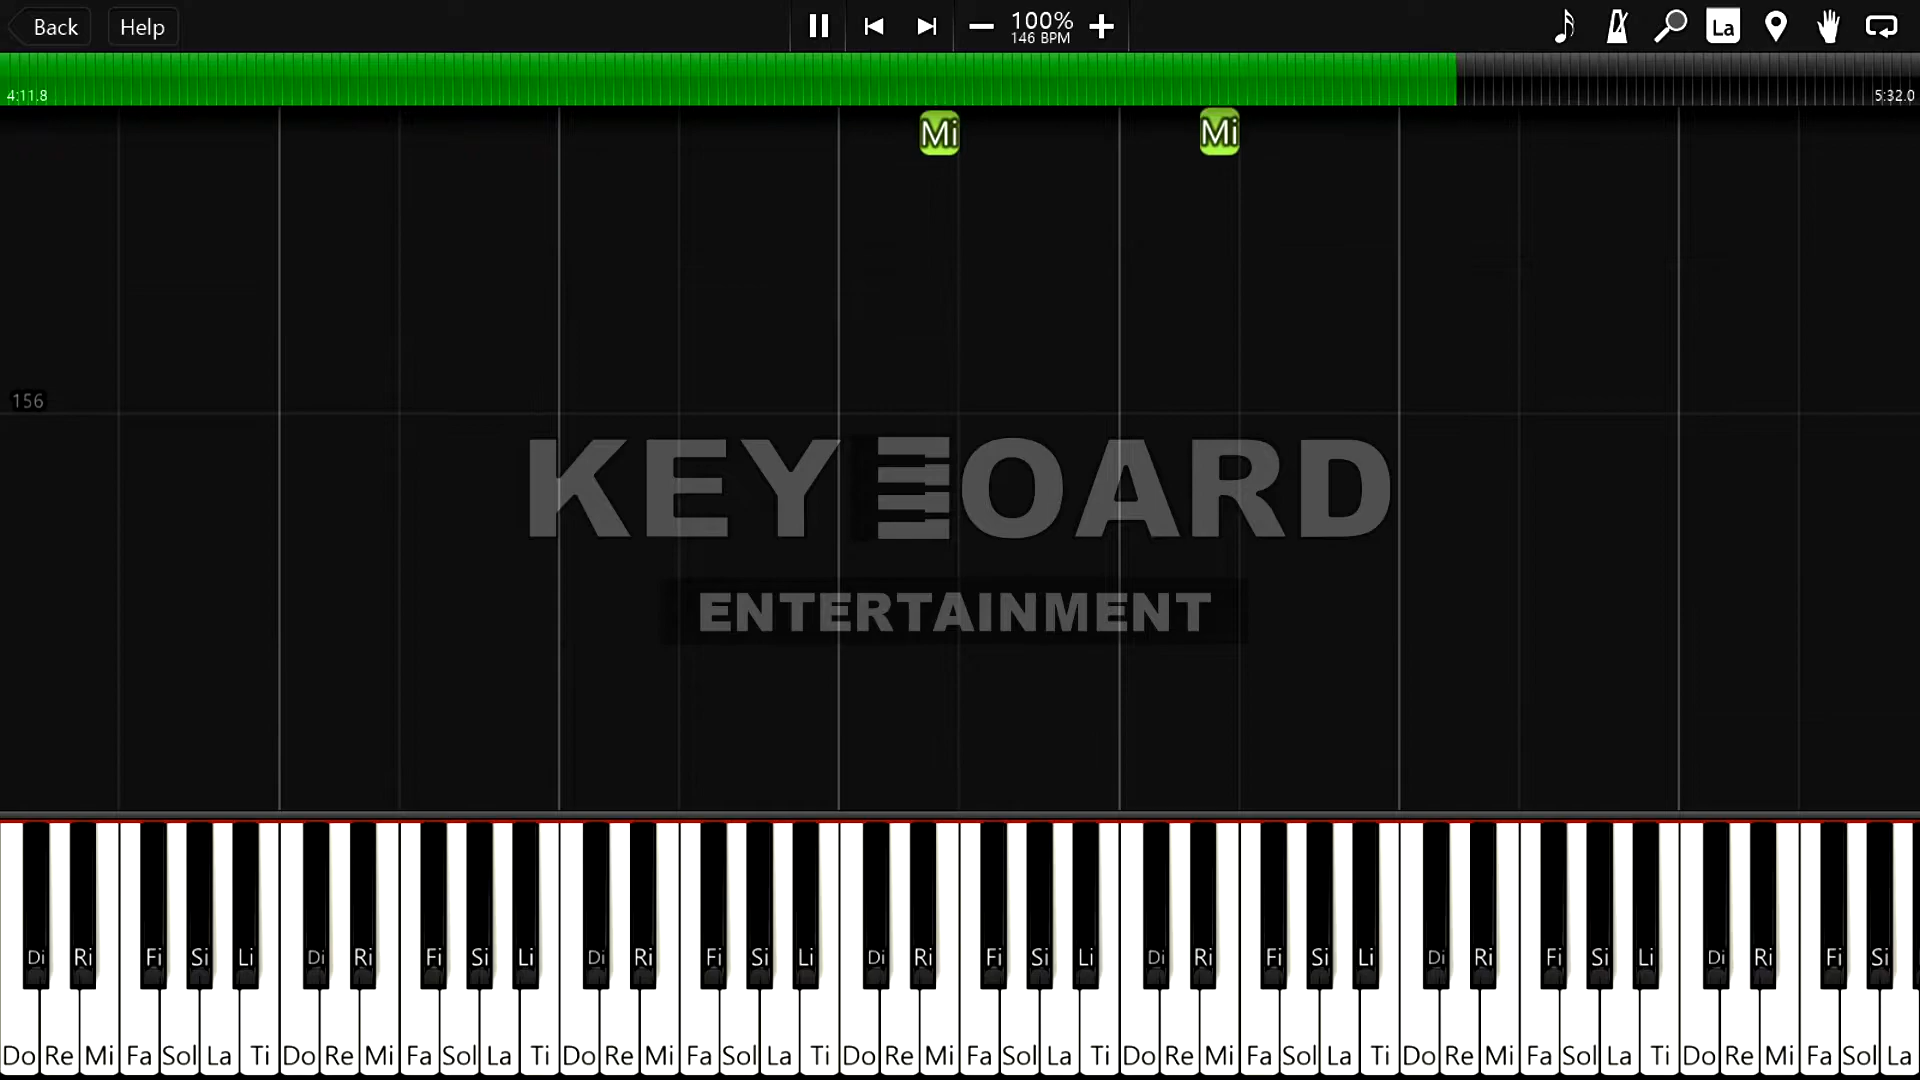 Back Help 100% La
146 BPM
4:11.8 5:32.0
Mi Mi
156
KEYBOARD
ENTERTAINMENT
Di Ri Fi Si Li Di Ri Fi Si Li Di Ri Fi Si Li Di Ri Fi Si Li Di Ri Fi Si Li Di Ri Fi Si Li Di Ri Fi Si
Do Re Mi Fa Sol La Ti Do Re Mi Fa Sol La Ti Do Re Mi Fa Sol La Ti Do Re Mi Fa Sol La Ti Do Re Mi Fa Sol La Ti Do Re Mi Fa Sol La Ti Do Re Mi Fa Sol La